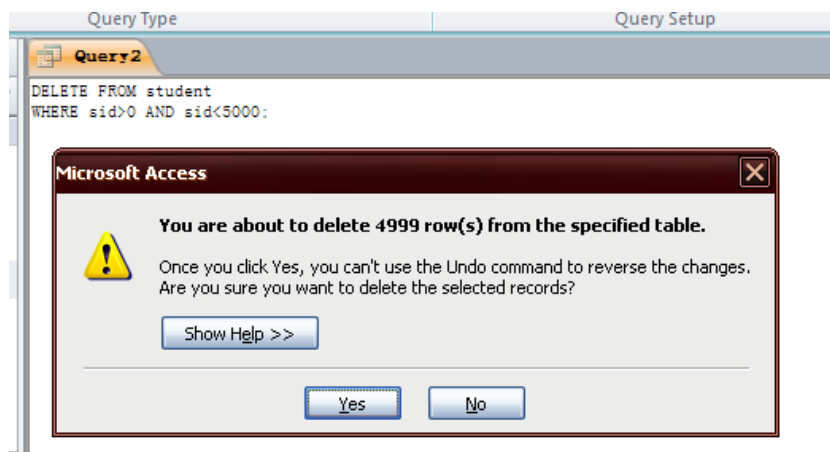 Query Type
Query Setup
Query2
DELETE FROM student
WHERE sid>0 AND sid<5000;
Microsoft Access
You are about to delete 4999 row(s) from the specified table.
Once you click Yes, you can't use the Undo command to reverse the changes.
Are you sure you want to delete the selected records?
Show Help >>
Yes
No